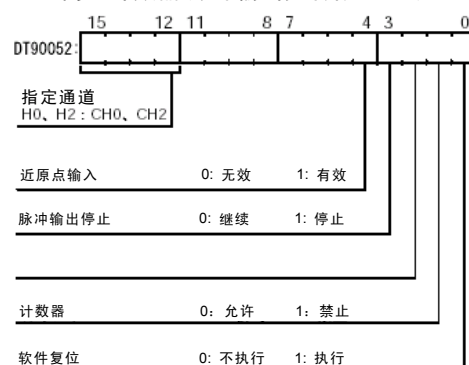 15 12 11 8 7 4 3 0
DT90052:
指定通道
H0、H2：CH0、CH2
近原点输入 0: 无效 1: 有效
脉冲输出停止 0: 继续 1: 停止
计数器 0: 允许 1: 禁止
软件复位 0: 不执行 1: 执行